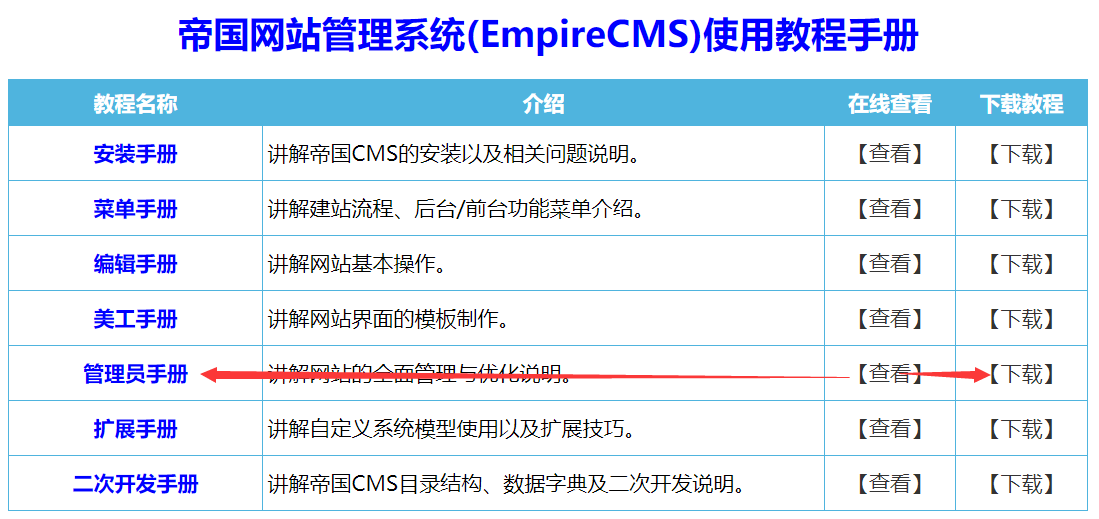 帝国网站管理系统(EmpireCMS)使用教程手册
教程名称 介绍 在线查看 下载教程
安装手册 讲解帝国CMS的安装以及相关问题说明。 【查看】 【下载】
菜单手册 讲解建站流程、后台/前台功能菜单介绍。 【查看】 【下载】
编辑手册 讲解网站基本操作。 【查看】 【下载】
美工手册 讲解网站界面的模板制作。 【查看】 【下载】
管理员手册 讲解网站的全面管理与优化说明。 【查看】 【下载】
扩展手册 讲解自定义系统模型使用以及扩展技巧。 【查看】 【下载】
二次开发手册 讲解帝国CMS目录结构、数据字典及二次开发说明。 【查看】 【下载】